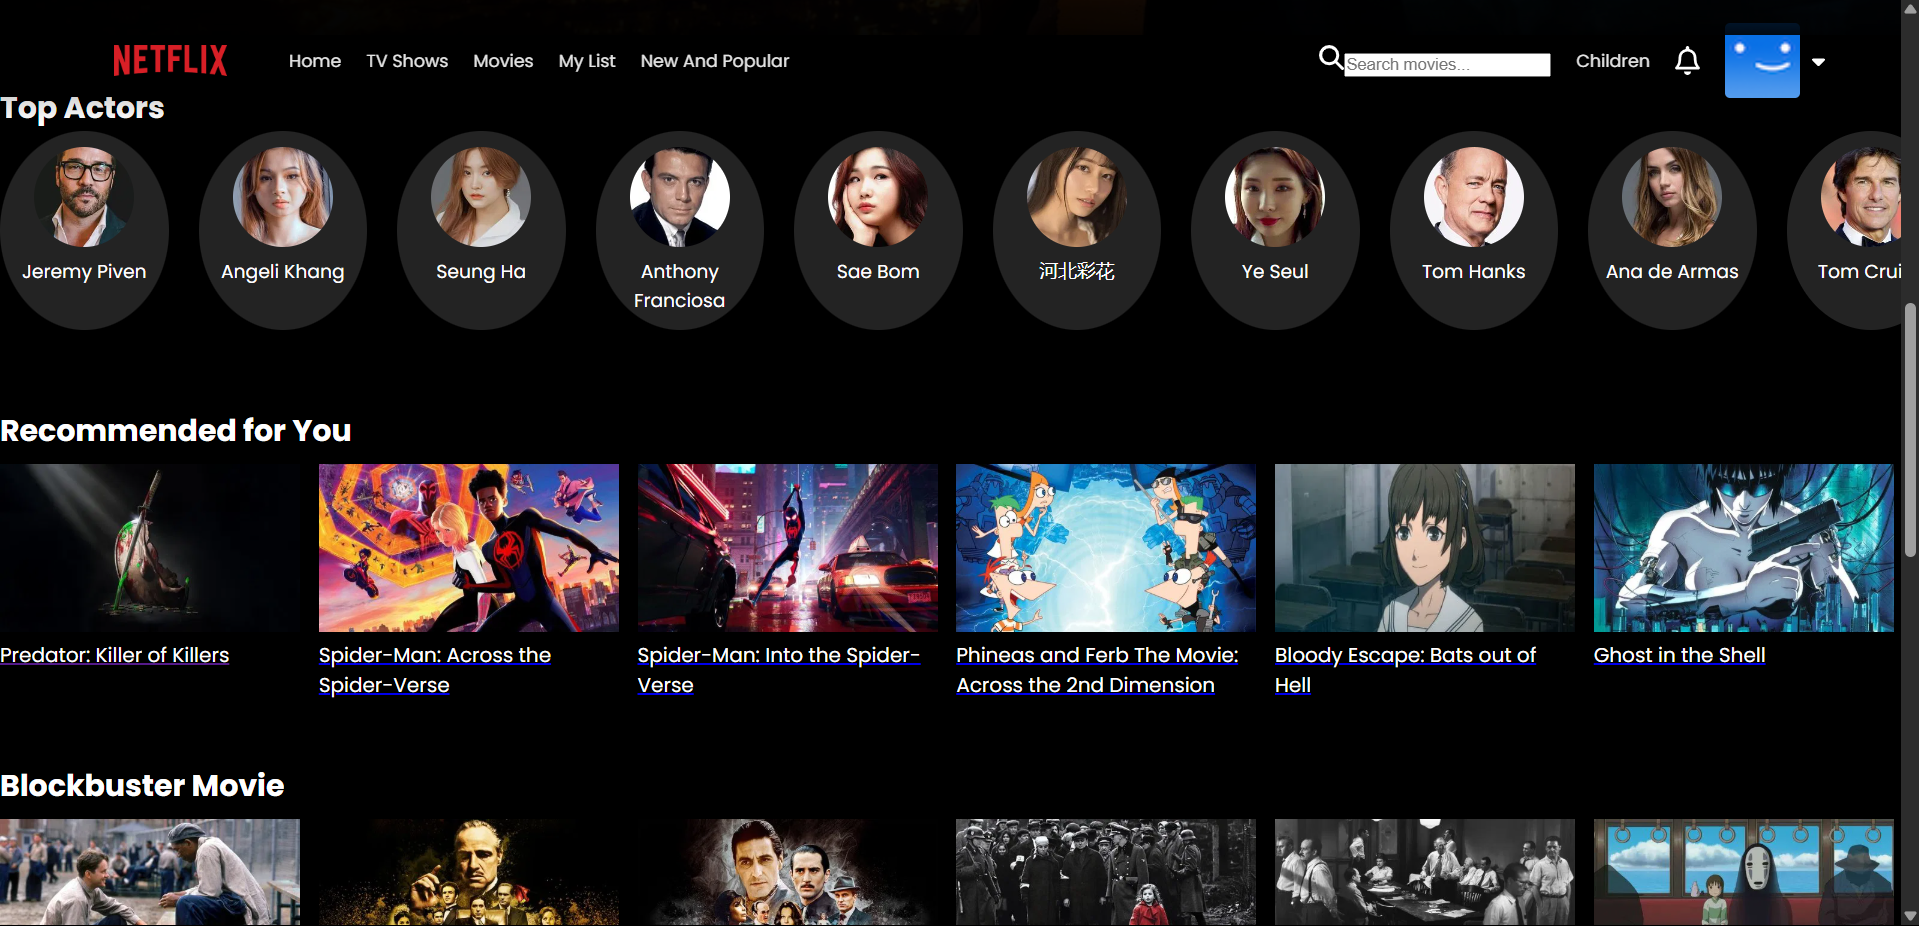 NETFLIX
Home TV Shows Movies My List New And Popular
Search movies...
Children
Top Actors
Jeremy Piven
Angeli Khang
Seung Ha
Anthony
Franciosa
Sae Bom
河北彩花
Ye Seul
Tom Hanks
Ana de Armas
Tom Crui
Recommended for You
Predator: Killer of Killers
Spider-Man: Across the
Spider-Verse
Spider-Man: Into the Spider-
Verse
Phineas and Ferb The Movie:
Across the 2nd Dimension
Bloody Escape: Bats out of
Hell
Ghost in the Shell
Blockbuster Movie